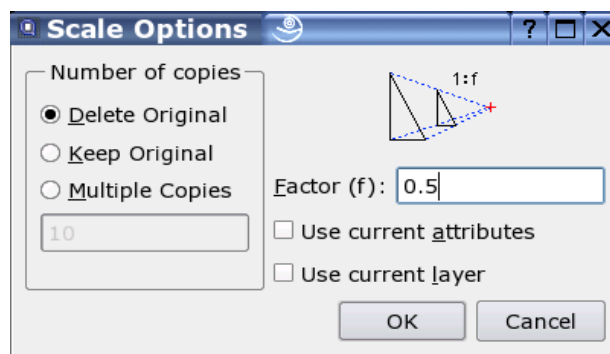 Scale Options
Number of copies
Delete Original
Keep Original
Multiple Copies
10
1:f
Factor (f): 0.5
Use current attributes
Use current layer
OK
Cancel